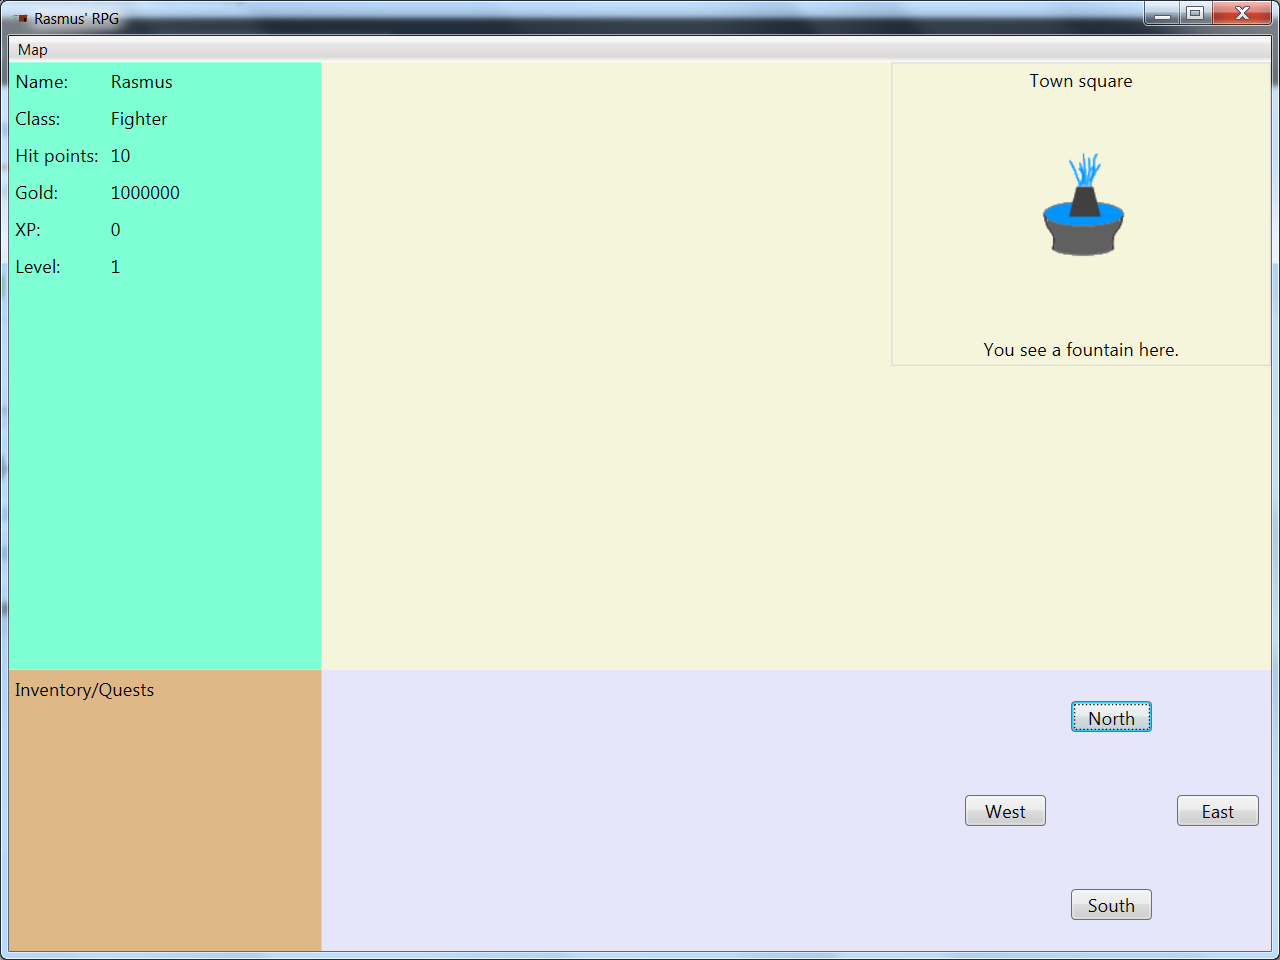 Rasmus' RPG
Map
Name: Rasmus
Class: Fighter
Hit points: 10
Gold: 1000000
XP: 0
Level: 1
Town square
You see a fountain here.
Inventory/Quests
North
West East
South